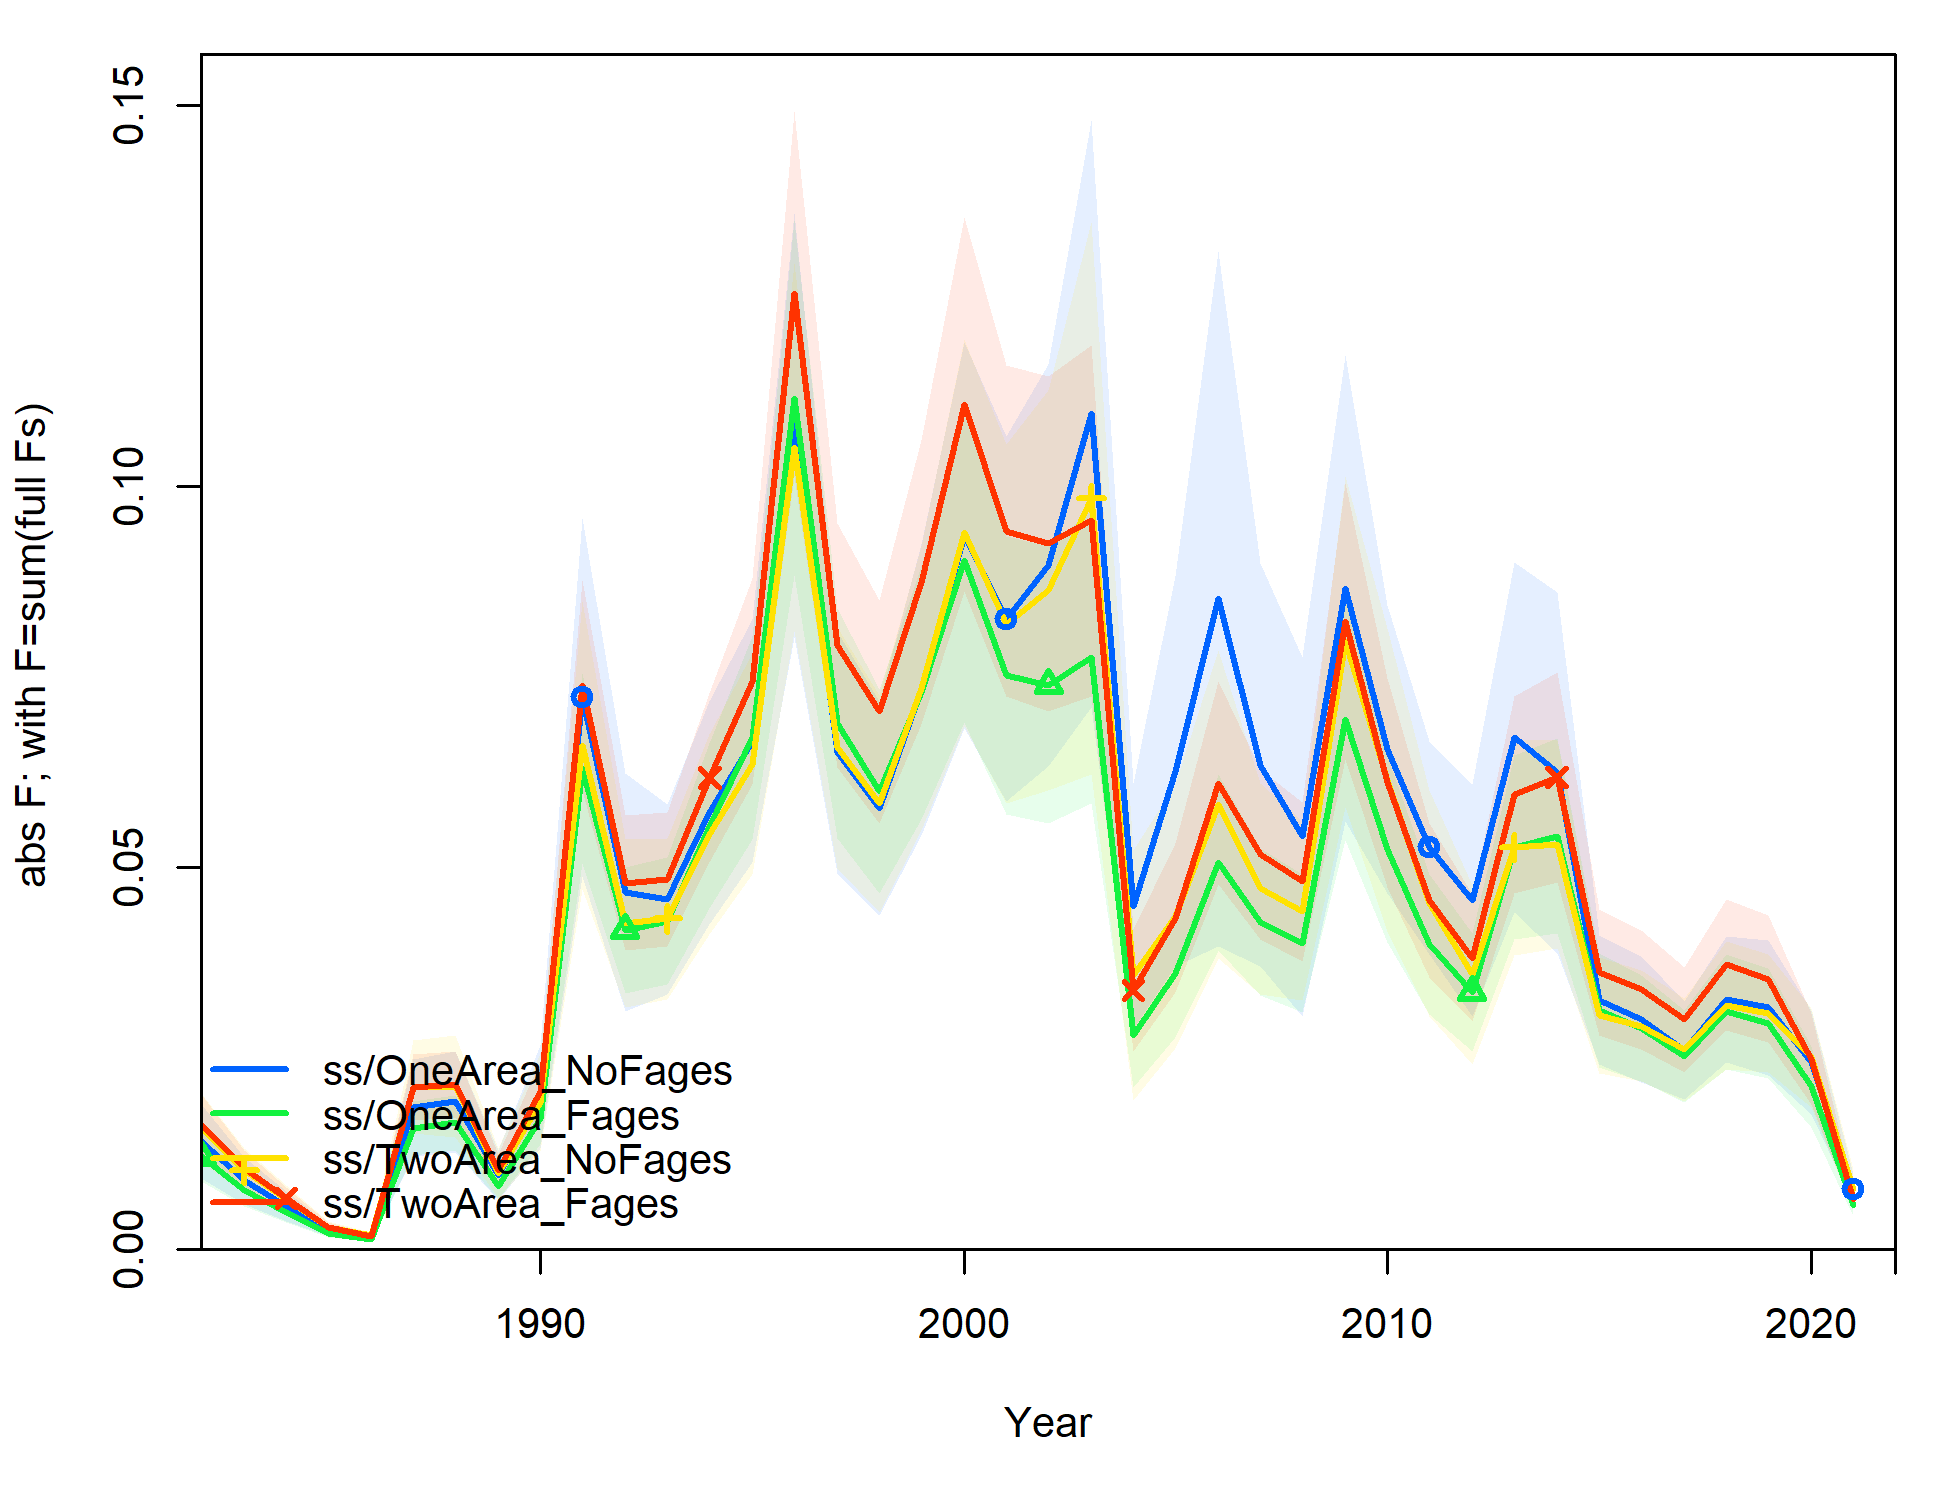 abs F; with F=sum(full Fs)
0.15
0.10
0.05
0.00
ss/OneArea_NoFages
ss/OneArea_Fages
ss/TwoArea_NoFages
ss/TwoArea_Fages
1990 2000 2010 2020
Year